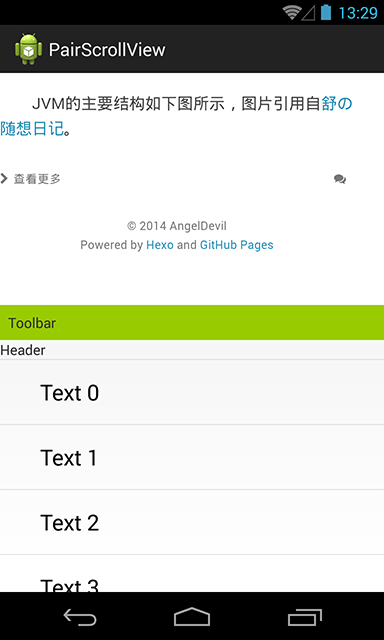 13:29
PairScrollView
JVM的主要结构如下图所示，图片引用自舒の
随想日记。
查看更多
© 2014 AngelDevil
Powered by Hexo and GitHub Pages
Toolbar
Header
Text 0
Text 1
Text 2
Text 3